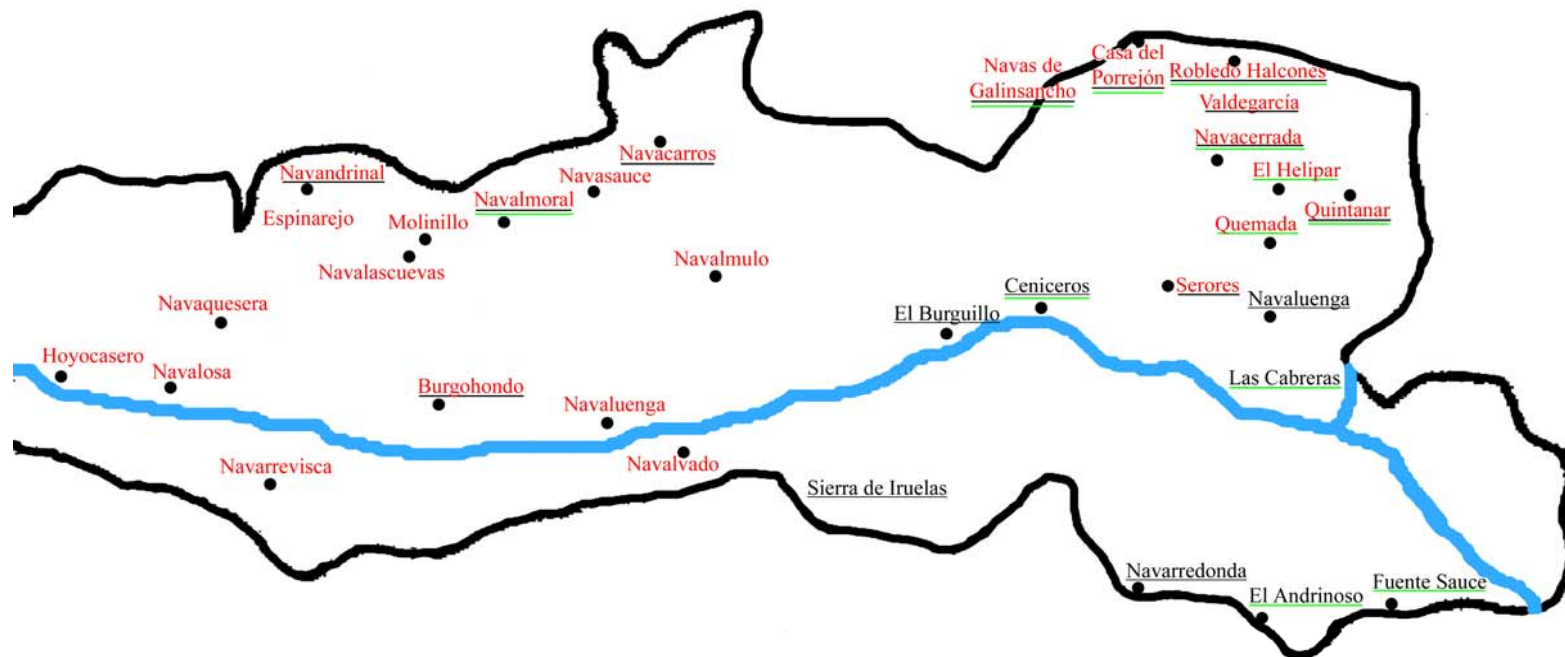 Navas de
Galinsancho
Casa del
Porrejón
Robledo Halcones
Valdegarcía
Navacerrada
El Helipar
Quintanar
Quemada
Navacarros
Navandrinal
Navasauce
Navalmoral
Espinarejo
Molinillo
Navalascuevas
Navalmulo
Serores
Ceniceros
Navaluenga
Navaquesera
El Burguillo
Hoyocasero
Navalosa
Burgohondo
Las Cabreras
Navaluenga
Navarrevisca
Navalvado
Sierra de Iruelas
Navarredonda
El Andrinoso
Fuente Sauce